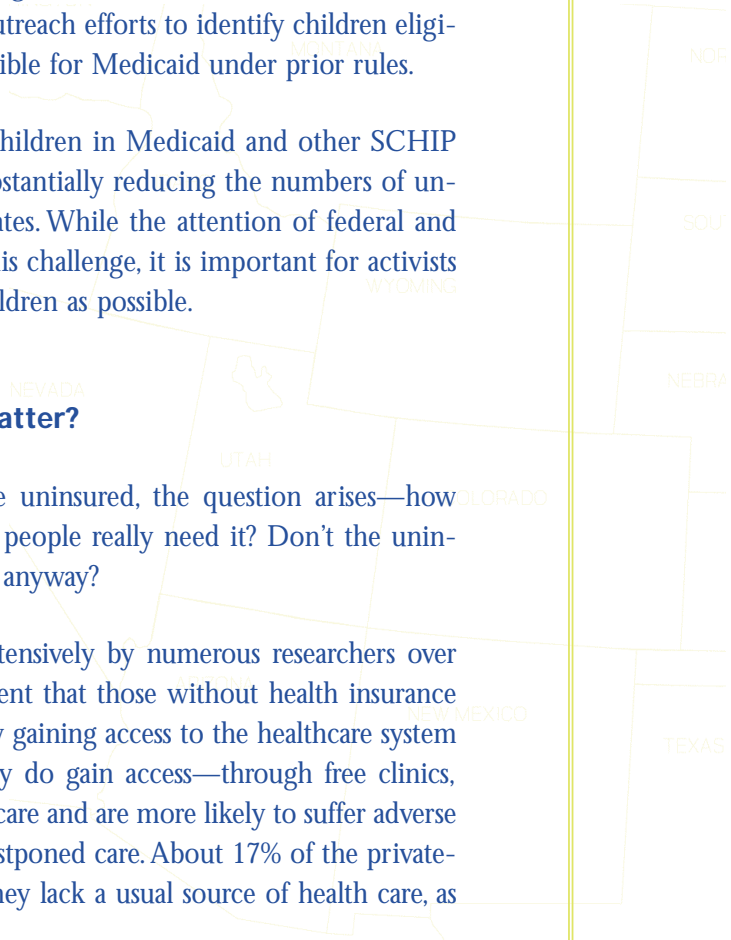 utreach efforts to identify children eligi-
MONTANA
NOR
ible for Medicaid under prior rules.
hildren in Medicaid and other SCHIP
ostantially reducing the numbers of un-
ates. While the attention of federal and
SOU
is challenge, it is important for activists
WYOMING
ldren as possible.
NEBRA
NEVADA
atter?
UTAH
e uninsured, the question arises—how
COLORADO
people really need it? Don't the unin-
anyway?
tensively by numerous researchers over
ARIZONA
ent that those without health insurance
NEW MEXICO
y gaining access to the healthcare system
TEXAS
y do gain access—through free clinics,
care and are more likely to suffer adverse
stponed care. About 17% of the private-
hey lack a usual source of health care, as